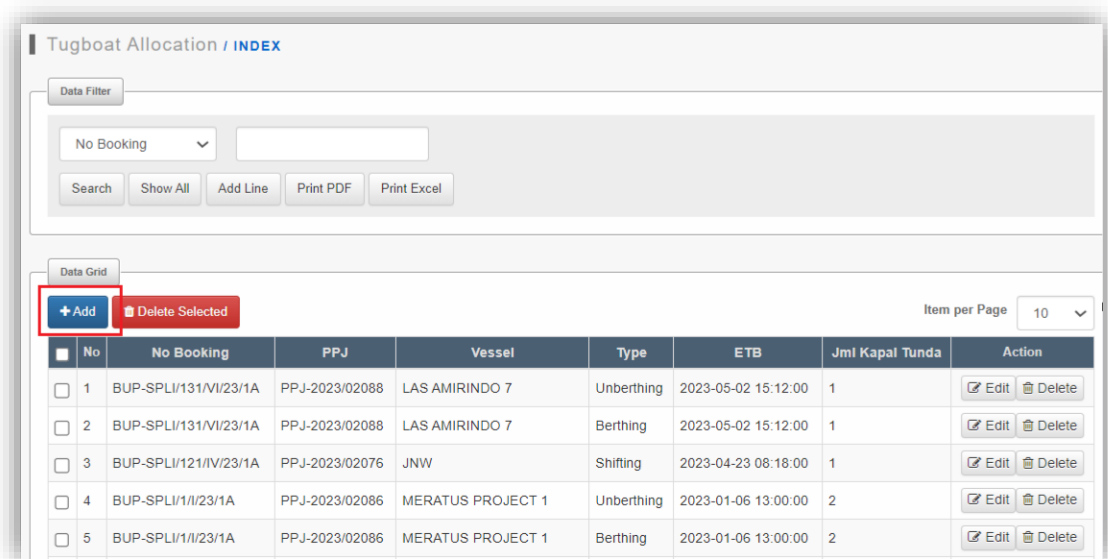 Tugboat Allocation / INDEX
Data Filter
No Booking
Search Show All Add Line Print PDF Print Excel
Data Grid
+ Add Delete Selected Item per Page 10
No No Booking PPJ Vessel Type ETB Jml Kapal Tunda Action
1 BUP-SPLI/131/VI/23/1A PPJ-2023/02088 LAS AMIRINDO 7 Unberthing 2023-05-02 15:12:00 1 Edit Delete
2 BUP-SPLI/131/VI/23/1A PPJ-2023/02088 LAS AMIRINDO 7 Berthing 2023-05-02 15:12:00 1 Edit Delete
3 BUP-SPLI/121/IV/23/1A PPJ-2023/02076 JNW Shifting 2023-04-23 08:18:00 1 Edit Delete
4 BUP-SPLI/1/I/23/1A PPJ-2023/02086 MERATUS PROJECT 1 Unberthing 2023-01-06 13:00:00 2 Edit Delete
5 BUP-SPLI/1/I/23/1A PPJ-2023/02086 MERATUS PROJECT 1 Berthing 2023-01-06 13:00:00 2 Edit Delete